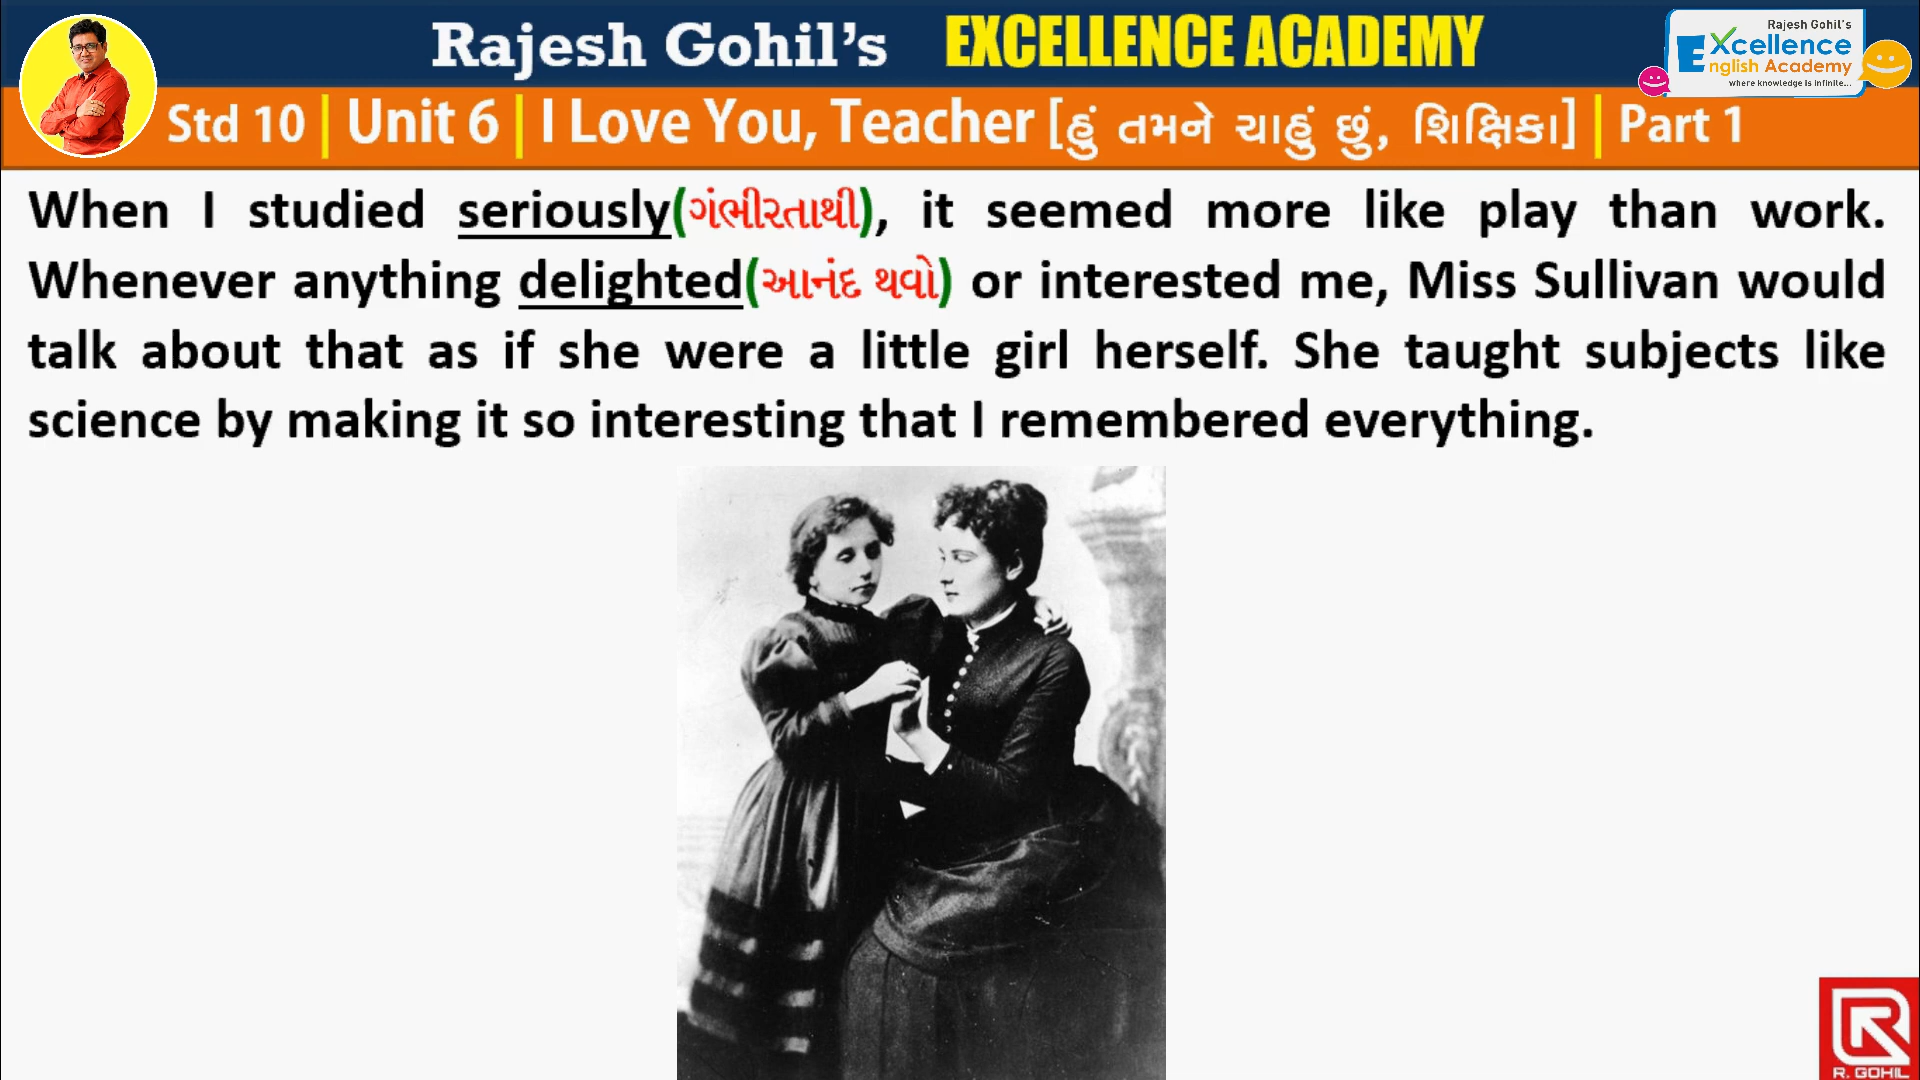 Rajesh Gohil's EXCELLENCE ACADEMY
Rajesh Gohil's
Excellence
English Academy
where knowledge is infinite...
Std 10 | Unit 6 | I Love You, Teacher [હું તમને ચાહું છું, શિક્ષિકા] | Part 1
When I studied seriously(ગંભીરતાથી), it seemed more like play than work.
Whenever anything delighted(આનંદ થવો) or interested me, Miss Sullivan would
talk about that as if she were a little girl herself. She taught subjects like
science by making it so interesting that I remembered everything.
R. GOHIL